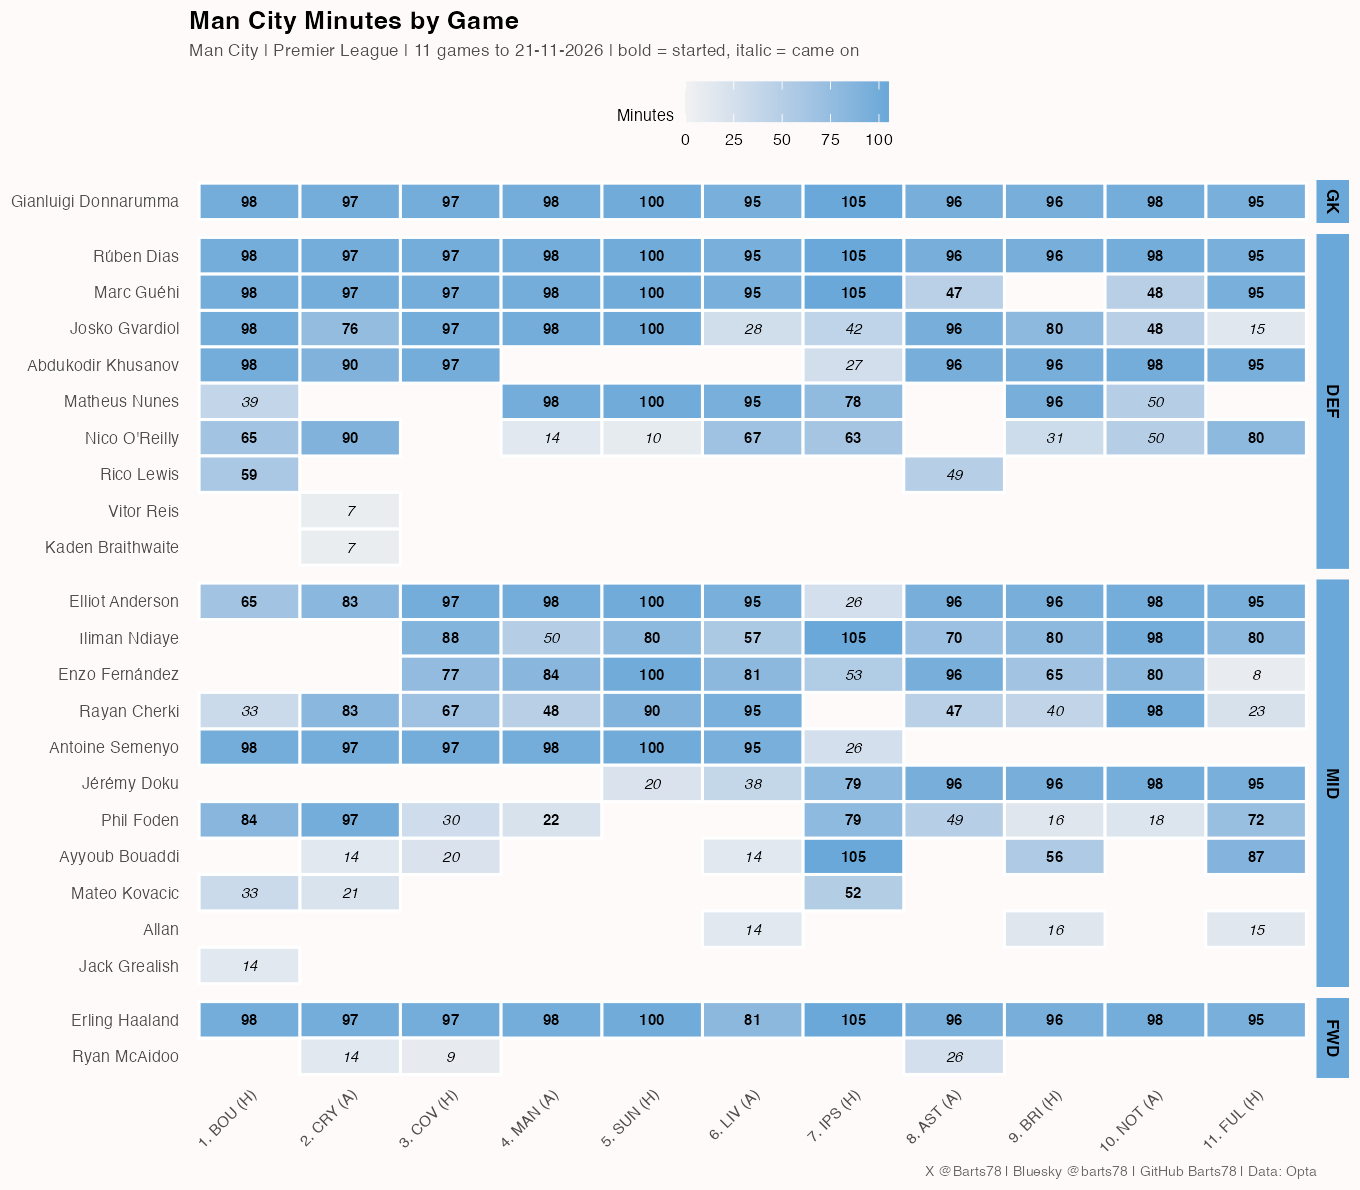 Man City Minutes by Game
Man City | Premier League | 11 games to 21-11-2026 | bold = started, italic = came on
Minutes
0 25 50 75 100
Gianluigi Donnarumma 98 97 97 98 100 95 105 96 96 98 95
GK
Rúben Dias 98 97 97 98 100 95 105 96 96 98 95
Marc Guéhi 98 97 97 98 100 95 105 47 48 95
Josko Gvardiol 98 76 97 98 100 28 42 96 80 48 15
Abdukodir Khusanov 98 90 97 27 96 96 98 95
Matheus Nunes 39 98 100 95 78 96 50
Nico O'Reilly 65 90 14 10 67 63 31 50 80
Rico Lewis 59 49
Vitor Reis 7
Kaden Braithwaite 7
DEF
Elliot Anderson 65 83 97 98 100 95 26 96 96 98 95
Iliman Ndiaye 88 50 80 57 105 70 80 98 80
Enzo Fernández 77 84 100 81 53 96 65 80 8
Rayan Cherki 33 83 67 48 90 95 47 40 98 23
Antoine Semenyo 98 97 97 98 100 95 26
Jérémy Doku 20 38 79 96 96 98 95
Phil Foden 84 97 30 22 79 49 16 18 72
Ayyoub Bouaddi 14 20 14 105 56 87
Mateo Kovacic 33 21 52
Allan 14 16 15
Jack Grealish 14
MID
Erling Haaland 98 97 97 98 100 81 105 96 96 98 95
Ryan McAidoo 14 9 26
FWD
1. BOU (H) 2. CRY (A) 3. COV (H) 4. MAN (A) 5. SUN (H) 6. LIV (A) 7. IPS (H) 8. AST (A) 9. BRI (H) 10. NOT (A) 11. FUL (H)
X @Barts78 | Bluesky @barts78 | GitHub Barts78 | Data: Opta